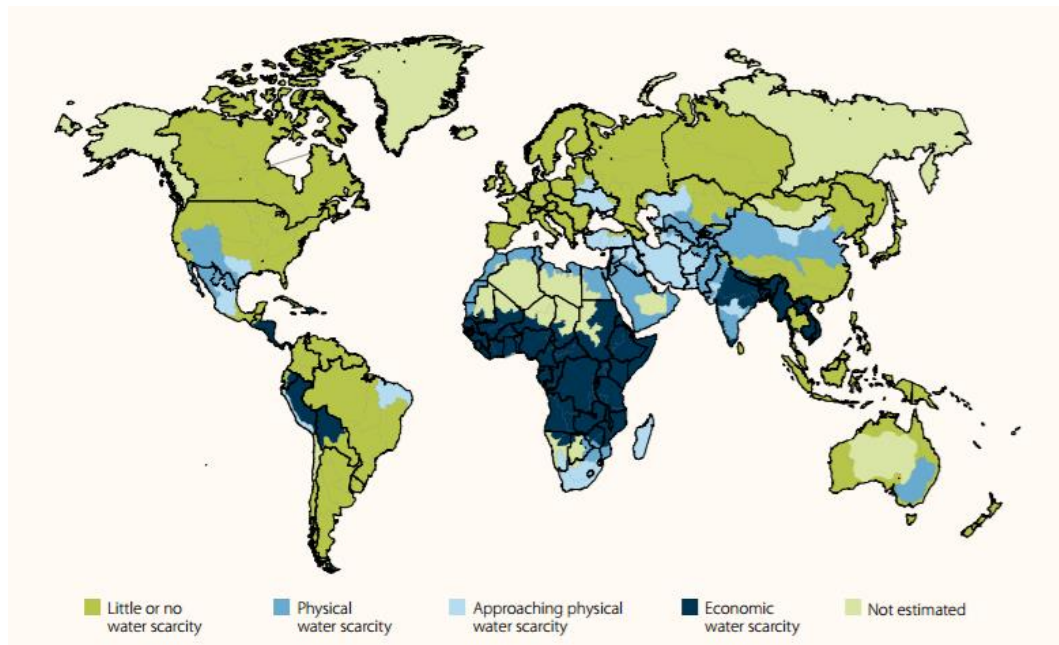 Little or no
water scarcity
Physical
water scarcity
Approaching physical
water scarcity
Economic
water scarcity
Not estimated